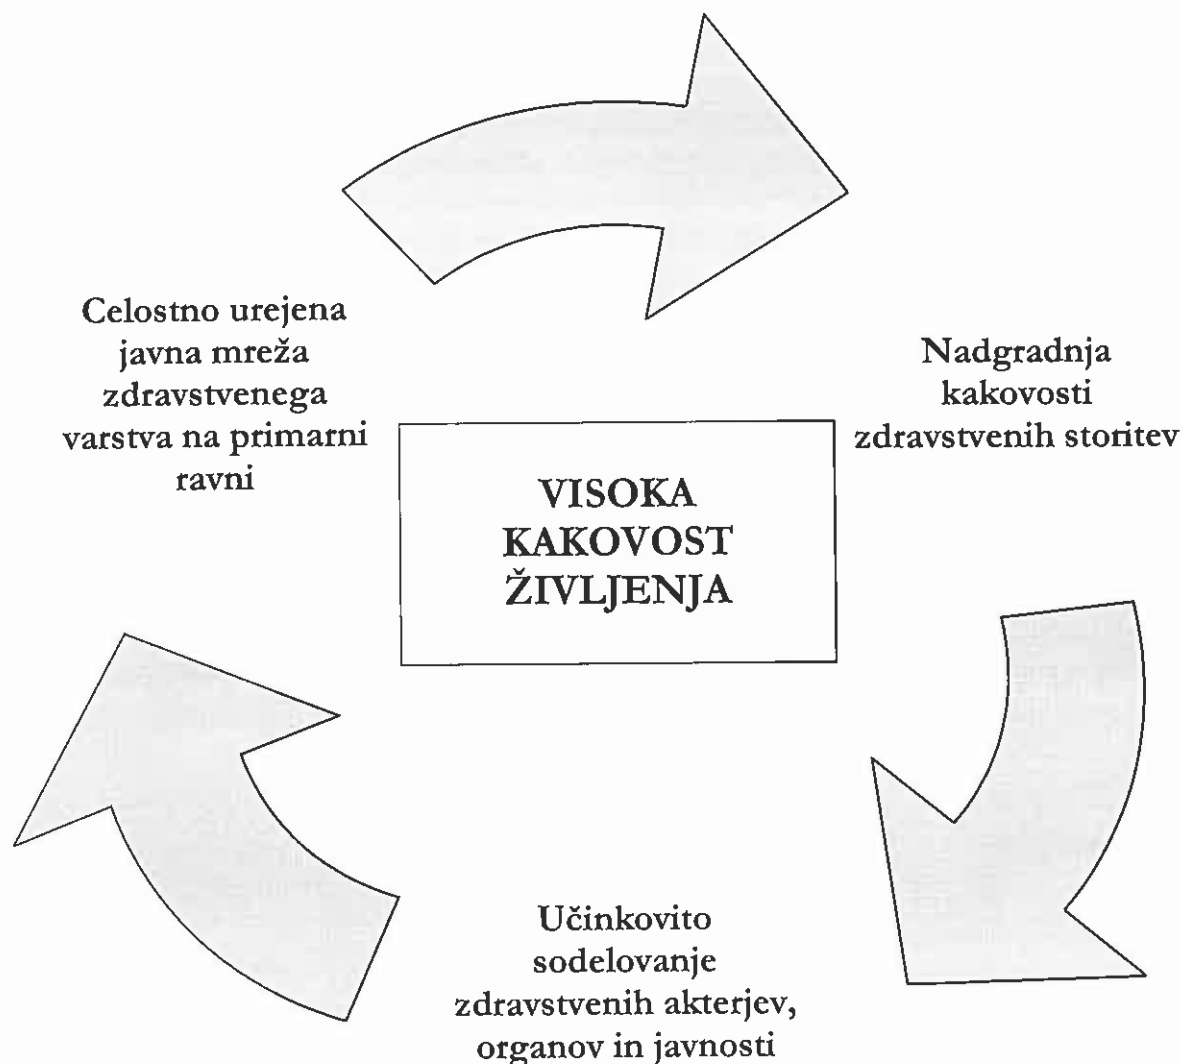 Celostno urejena
javna mreža
zdravstvenega
varstva na primarni
ravni
Nadgradnja
kakovosti
zdravstvenih storitev
VISOKA
KAKOVOST
ŽIVLJENJA
Učinkovito
sodelovanje
zdravstvenih akterjev,
organov in javnosti